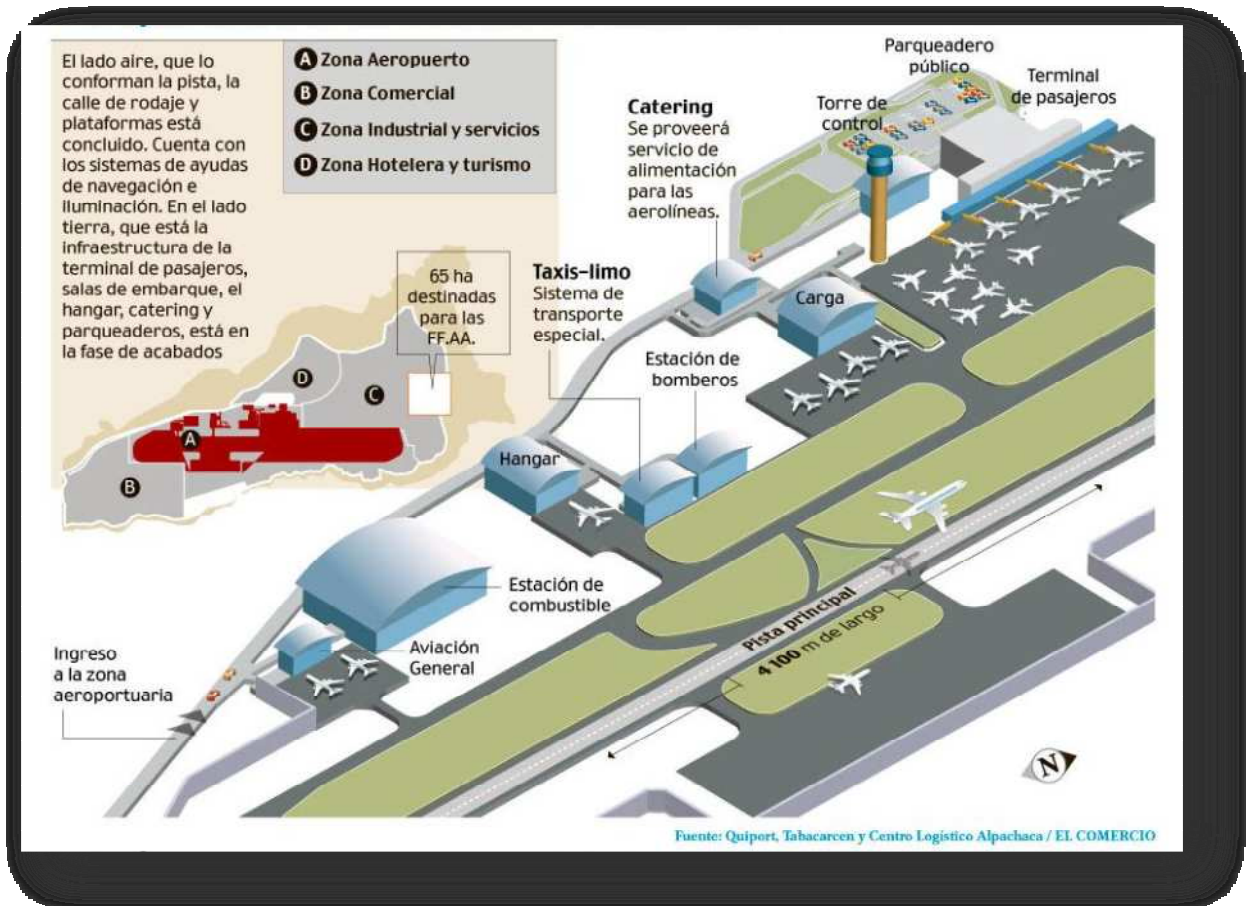 El lado aire, que lo
conforman la pista, la
calle de rodaje y
plataformas está
concluido. Cuenta con
los sistemas de ayudas
de navegación e
iluminación. En el lado
tierra, que está la
infraestructura de la
terminal de pasajeros,
salas de embarque, el
hangar, catering y
parqueaderos, está en
la fase de acabados
A Zona Aeropuerto
B Zona Comercial
C Zona Industrial y servicios
D Zona Hotelera y turismo
65 ha
destinadas
para las
FF.AA.
D
C
A
B
Catering
Se proveerá
servicio de
alimentación
para las
aerolíneas.
Parqueadero
público
Terminal
de pasajeros
Torre de
control
Taxis-limo
Sistema de
transporte
especial.
Carga
Estación de
bomberos
Hangar
Estación de
combustible
Aviación
General
Ingreso
a la zona
aeroportuaria
Pista principal
4 100 m de largo
N
Fuente: Quiport, Tabacarcen y Centro Logístico Alpachaca / EL COMERCIO